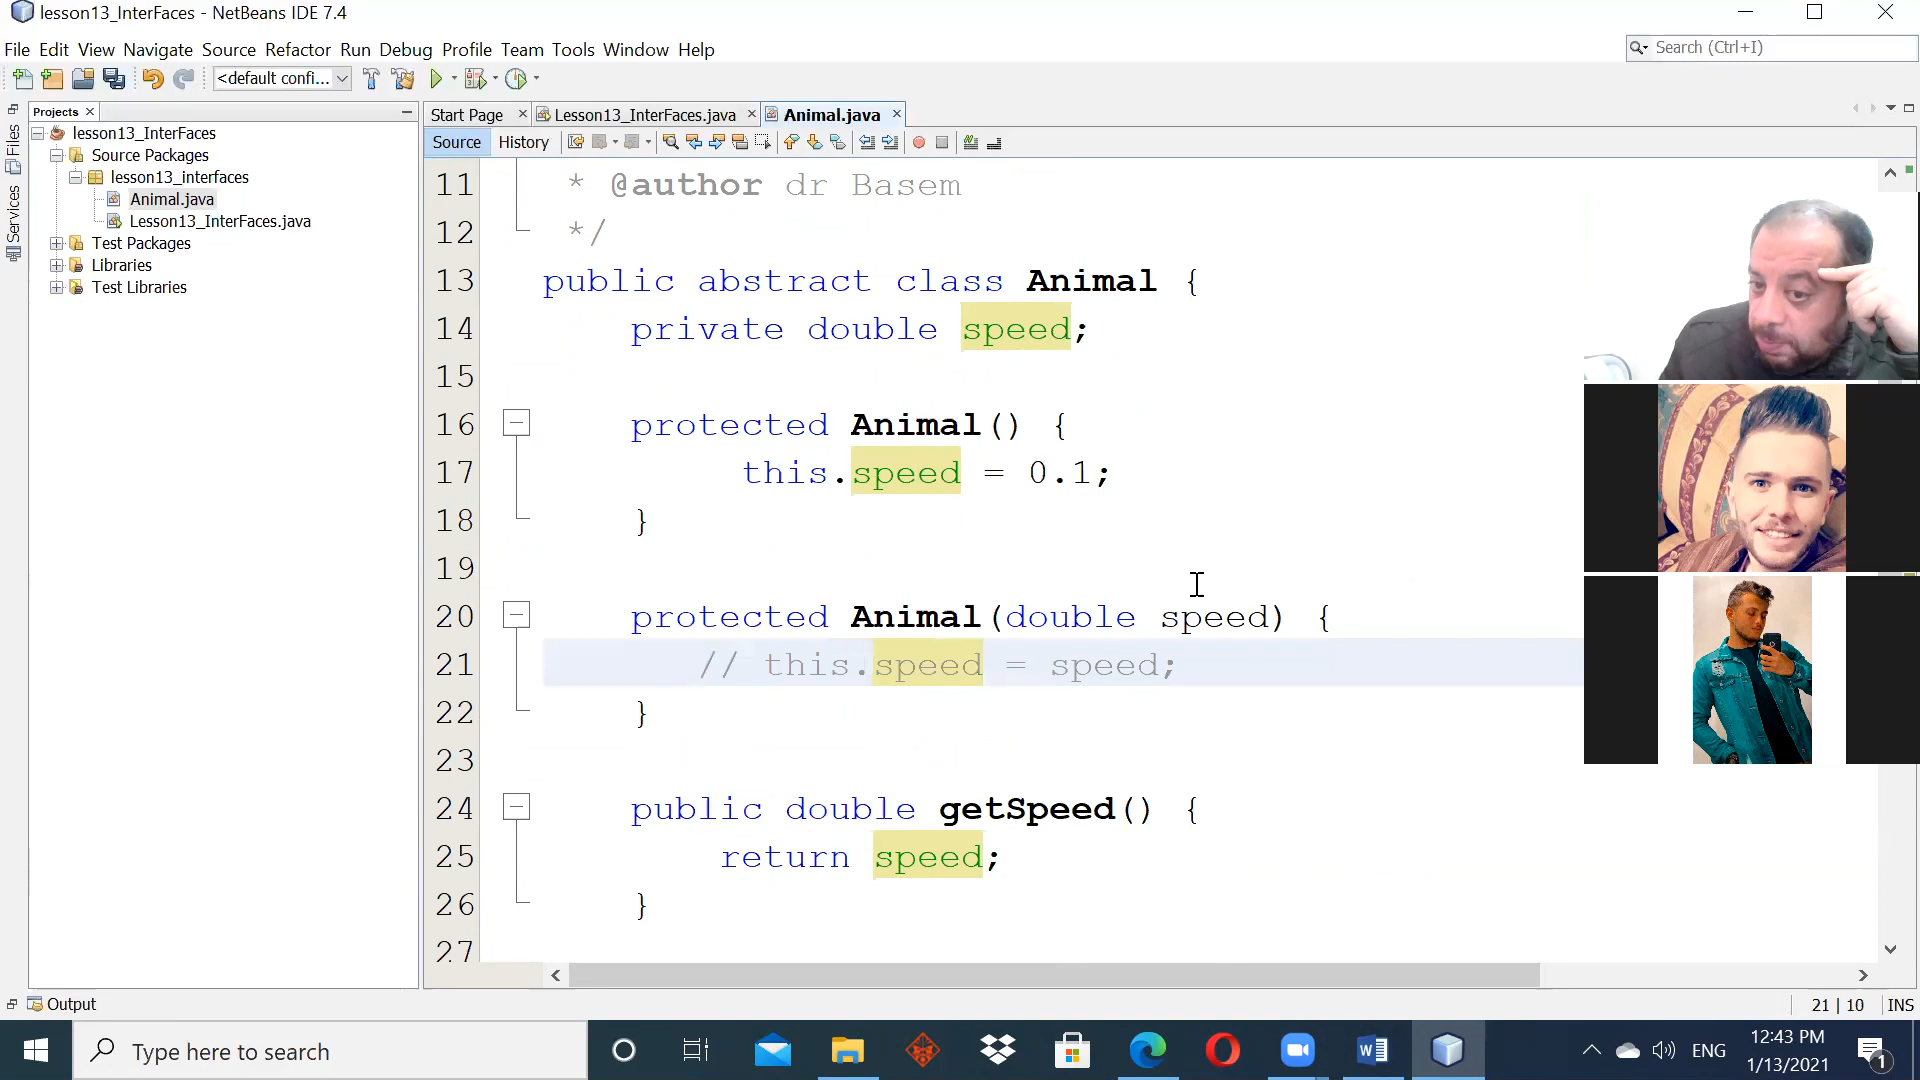 lesson13_InterFaces - NetBeans IDE 7.4
File Edit View Navigate Source Refactor Run Debug Profile Team Tools Window Help
Search (Ctrl+I)
<default confi...
Projects
Files
Services
lesson13_InterFaces
Source Packages
lesson13_interfaces
Animal.java
Lesson13_InterFaces.java
Test Packages
Libraries
Test Libraries
Start Page Lesson13_InterFaces.java Animal.java
Source History
11 * @author dr Basem
12 */
13 public abstract class Animal {
14 private double speed;
15
16 protected Animal() {
17 this.speed = 0.1;
18 }
19
20 protected Animal(double speed) {
21 // this.speed = speed;
22 }
23
24 public double getSpeed() {
25 return speed;
26 }
27
Output
21 | 10 INS
Type here to search
ENG
12:43 PM
1/13/2021
1